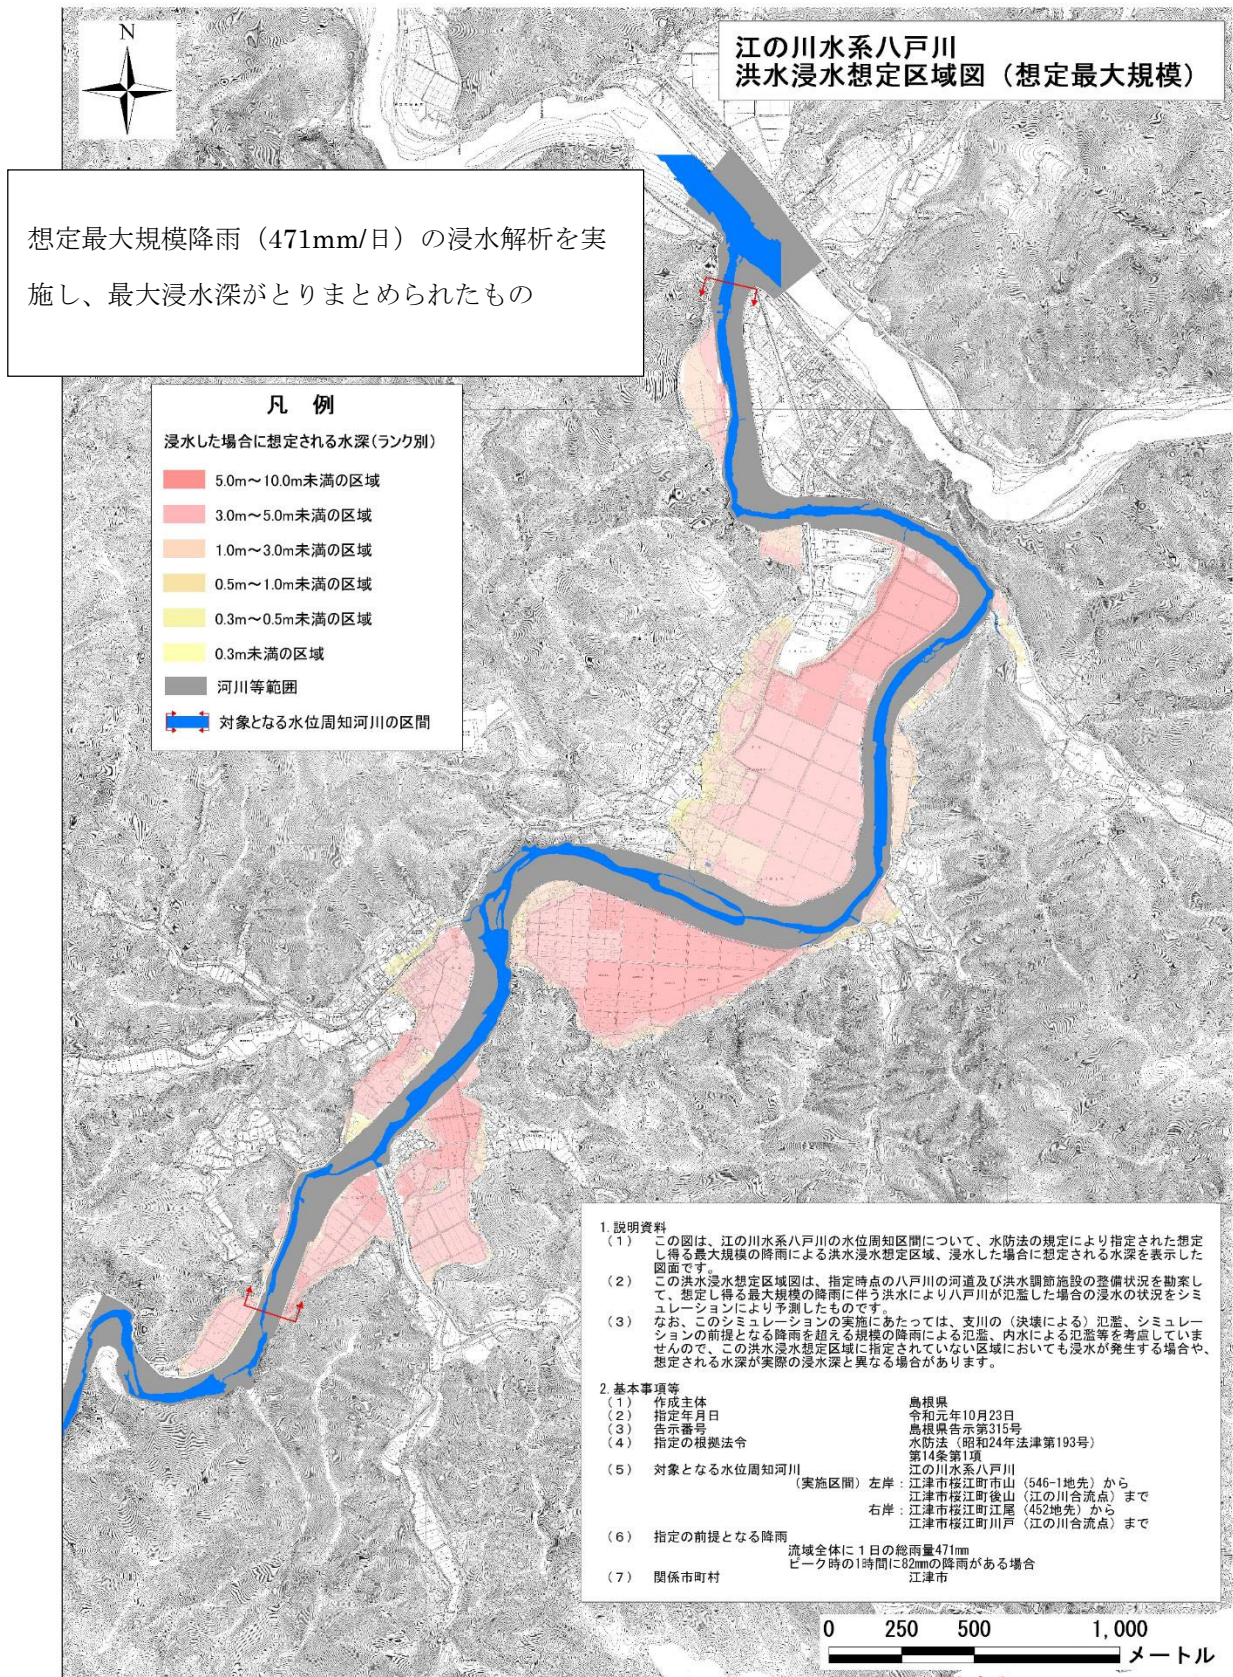 N
江の川水系八戸川
洪水浸水想定区域図（想定最大規模）
想定最大規模降雨（471mm/日）の浸水解析を実
施し、最大浸水深がとりまとめられたもの
凡 例
浸水した場合に想定される水深(ランク別)
5.0m～10.0m未満の区域
3.0m～5.0m未満の区域
1.0m～3.0m未満の区域
0.5m～1.0m未満の区域
0.3m～0.5m未満の区域
0.3m未満の区域
河川等範囲
対象となる水位周知河川の区間
1.説明資料
（1） この図は、江の川水系八戸川の水位周知区間について、水防法の規定により指定された想定
し得る最大規模の降雨による洪水浸水想定区域、浸水した場合に想定される水深を表示した
図面です。
（2） この洪水浸水想定区域図は、指定時点の八戸川の河道及び洪水調節施設の整備状況を勘案し
て、想定し得る最大規模の降雨に伴う洪水により八戸川が氾濫した場合の浸水の状況をシミ
ュレーションにより予測したものです。
（3） なお、このシミュレーションの実施にあたっては、支川の（決壊による）氾濫、シミュレー
ションの前提となる降雨を超える規模の降雨による氾濫、内水による氾濫等を考慮していま
せんので、この洪水浸水想定区域に指定されていない区域においても浸水が発生する場合や、
想定される水深が実際の浸水深と異なる場合があります。
2.基本事項等
（1） 作成主体 島根県
（2） 指定年月日 令和元年10月23日
（3） 告示番号 島根県告示第315号
（4） 指定の根拠法令 水防法（昭和24年法律第193号）
第14条第1項
（5） 対象となる水位周知河川 江の川水系八戸川
（実施区間）左岸：江津市桜江町市山（546-1地先）から
江津市桜江町後山（江の川合流点）まで
右岸：江津市桜江町江尾（452地先）から
江津市桜江町川戸（江の川合流点）まで
（6） 指定の前提となる降雨
流域全体に１日の総雨量471mm
ピーク時の1時間に82mmの降雨がある場合
（7） 関係市町村 江津市
0 250 500 1,000
メートル